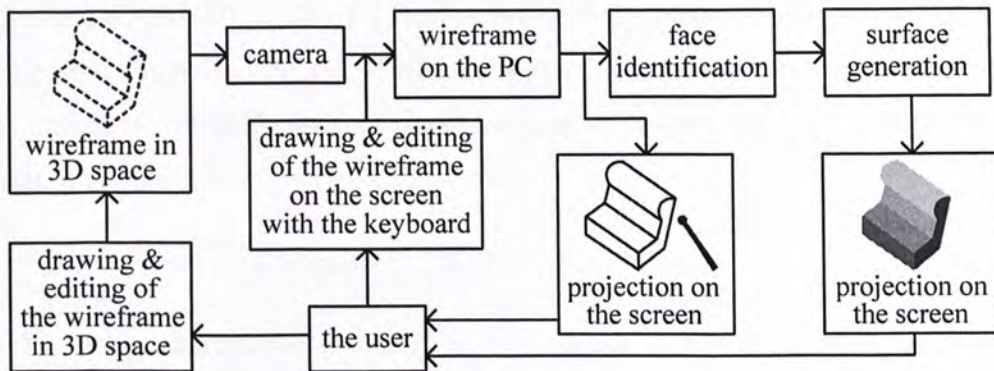 wireframe in
3D space
camera
wireframe
on the PC
face
identification
surface
generation
drawing & editing
of the wireframe
on the screen
with the keyboard
projection on
the screen
projection on
the screen
drawing &
editing of
the wireframe
in 3D space
the user